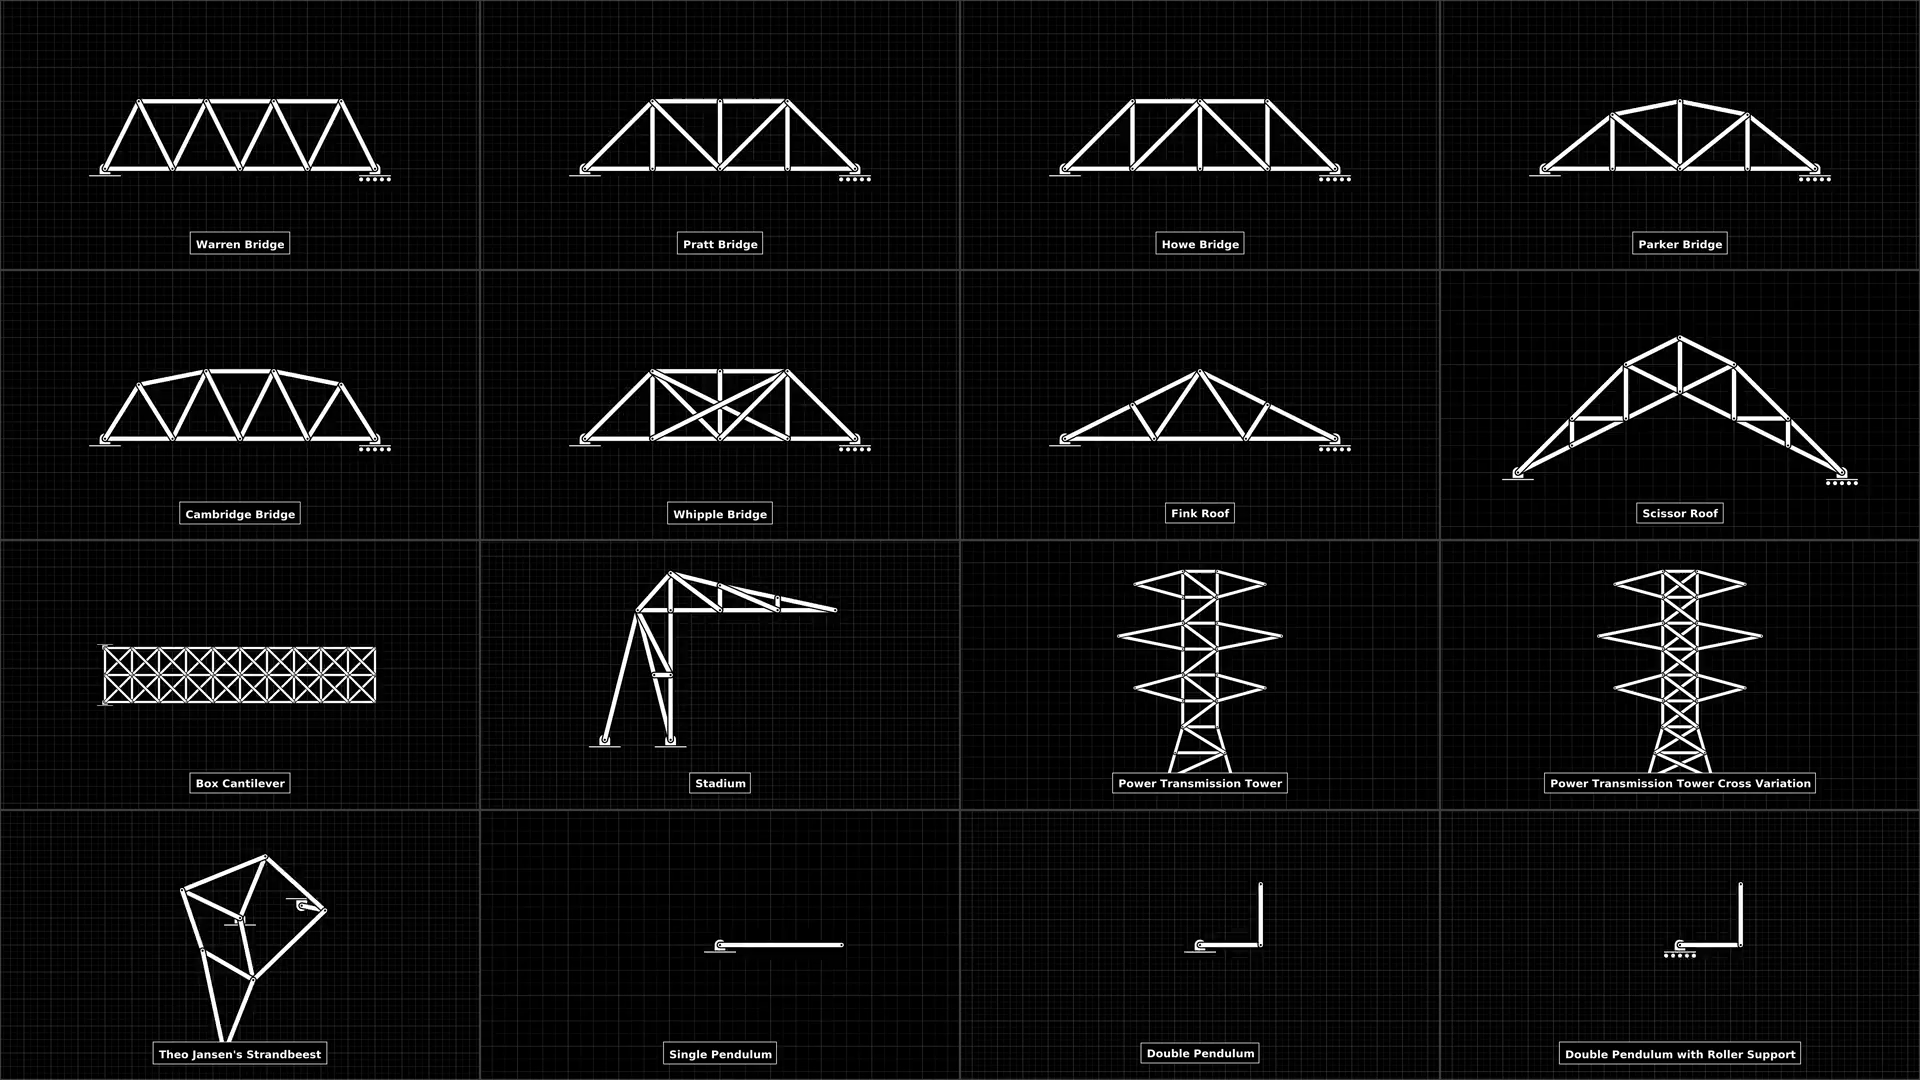 Warren Bridge
Pratt Bridge
Howe Bridge
Parker Bridge
Cambridge Bridge
Whipple Bridge
Fink Roof
Scissor Roof
Box Cantilever
Stadium
Power Transmission Tower
Power Transmission Tower Cross Variation
Theo Jansen's Strandbeest
Single Pendulum
Double Pendulum
Double Pendulum with Roller Support